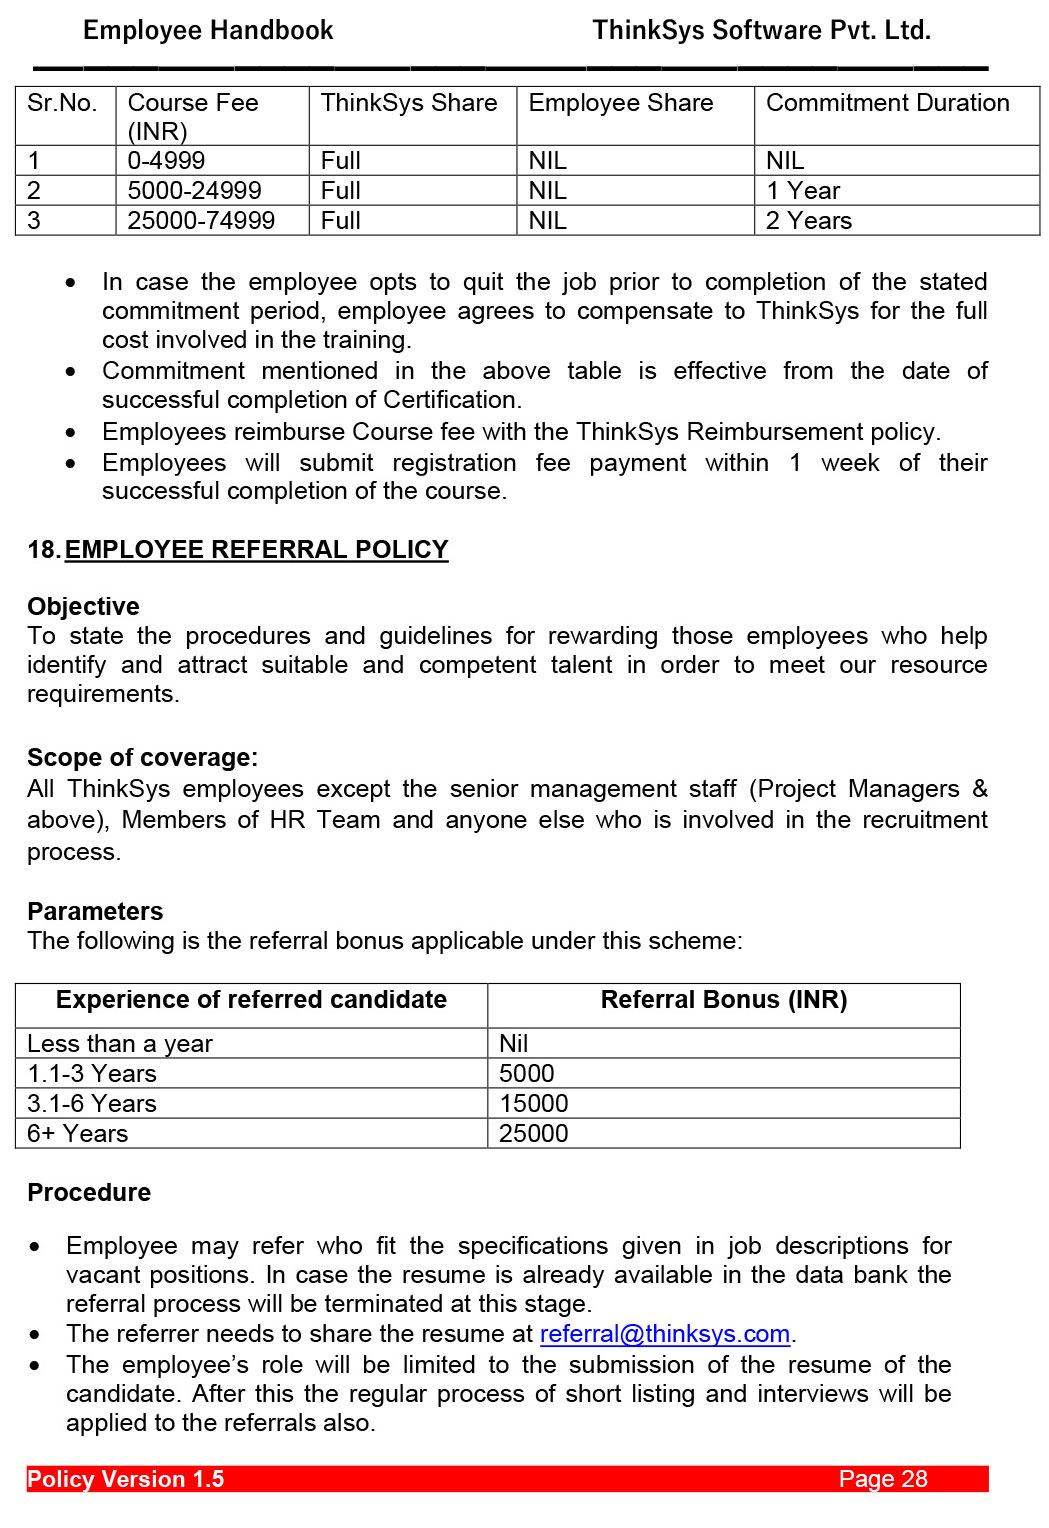 Employee Handbook ThinkSys Software Pvt. Ltd.
Sr.No. Course Fee (INR) ThinkSys Share Employee Share Commitment Duration
1 0-4999 Full NIL NIL
2 5000-24999 Full NIL 1 Year
3 25000-74999 Full NIL 2 Years
• In case the employee opts to quit the job prior to completion of the stated
commitment period, employee agrees to compensate to ThinkSys for the full
cost involved in the training.
• Commitment mentioned in the above table is effective from the date of
successful completion of Certification.
• Employees reimburse Course fee with the ThinkSys Reimbursement policy.
• Employees will submit registration fee payment within 1 week of their
successful completion of the course.
18. EMPLOYEE REFERRAL POLICY
Objective
To state the procedures and guidelines for rewarding those employees who help
identify and attract suitable and competent talent in order to meet our resource
requirements.
Scope of coverage:
All ThinkSys employees except the senior management staff (Project Managers &
above), Members of HR Team and anyone else who is involved in the recruitment
process.
Parameters
The following is the referral bonus applicable under this scheme:
Experience of referred candidate Referral Bonus (INR)
Less than a year Nil
1.1-3 Years 5000
3.1-6 Years 15000
6+ Years 25000
Procedure
• Employee may refer who fit the specifications given in job descriptions for
vacant positions. In case the resume is already available in the data bank the
referral process will be terminated at this stage.
• The referrer needs to share the resume at referral@thinksys.com.
• The employee’s role will be limited to the submission of the resume of the
candidate. After this the regular process of short listing and interviews will be
applied to the referrals also.
Policy Version 1.5 Page 28